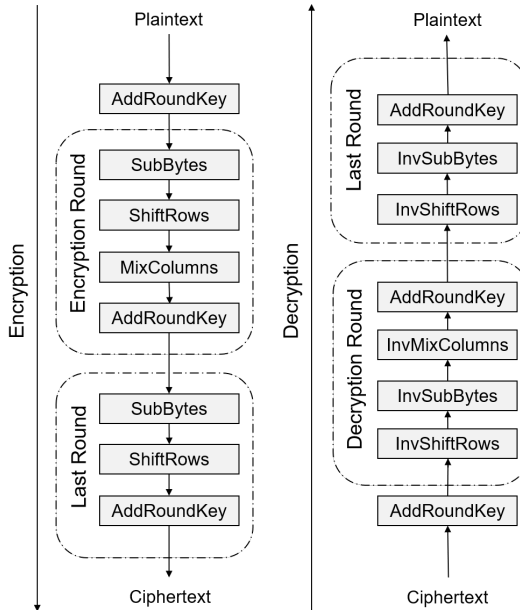 Plaintext
AddRoundKey
SubBytes
ShiftRows
MixColumns
AddRoundKey
Encryption Round
SubBytes
ShiftRows
AddRoundKey
Last Round
Ciphertext
Encryption
Plaintext
AddRoundKey
InvSubBytes
InvShiftRows
Last Round
AddRoundKey
InvMixColumns
InvSubBytes
InvShiftRows
Decryption Round
AddRoundKey
Ciphertext
Decryption